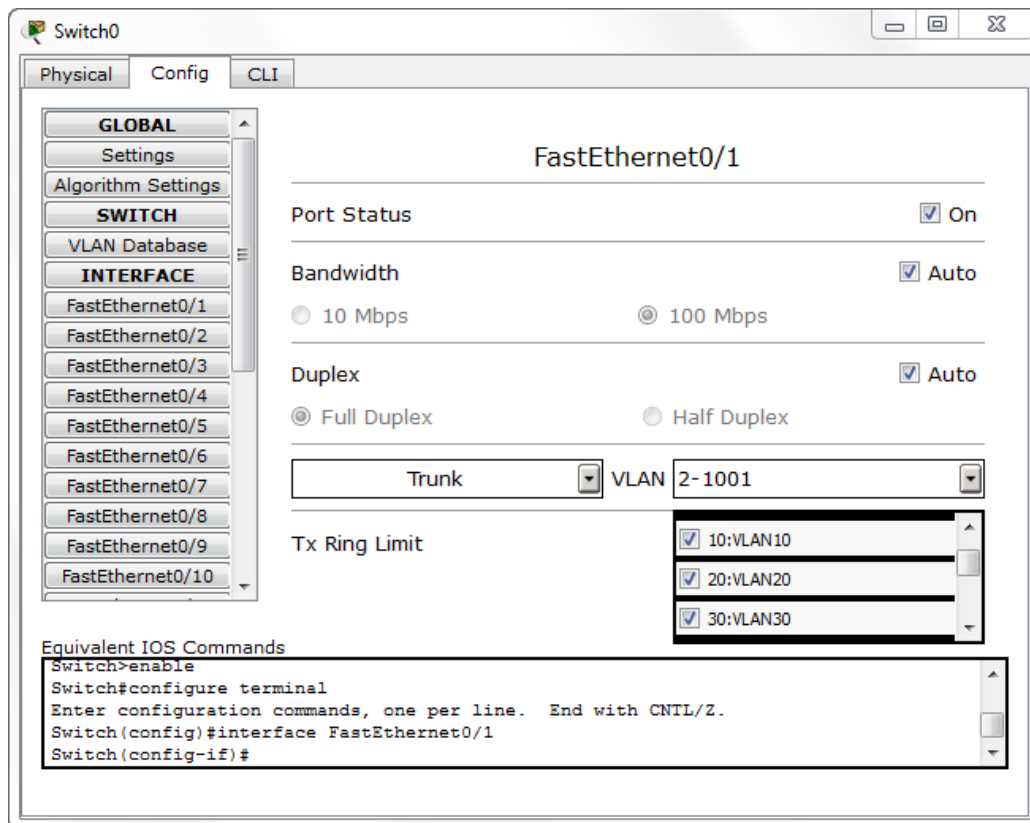 Switch0
Physical Config CLI
GLOBAL
Settings
Algorithm Settings
SWITCH
VLAN Database
INTERFACE
FastEthernet0/1
FastEthernet0/2
FastEthernet0/3
FastEthernet0/4
FastEthernet0/5
FastEthernet0/6
FastEthernet0/7
FastEthernet0/8
FastEthernet0/9
FastEthernet0/10
FastEthernet0/1
Port Status On
Bandwidth Auto
10 Mbps 100 Mbps
Duplex Auto
Full Duplex Half Duplex
Trunk VLAN 2-1001
Tx Ring Limit
10:VLAN10
20:VLAN20
30:VLAN30
Equivalent IOS Commands
Switch>enable
Switch#configure terminal
Enter configuration commands, one per line. End with CNTL/Z.
Switch(config)#interface FastEthernet0/1
Switch(config-if)#